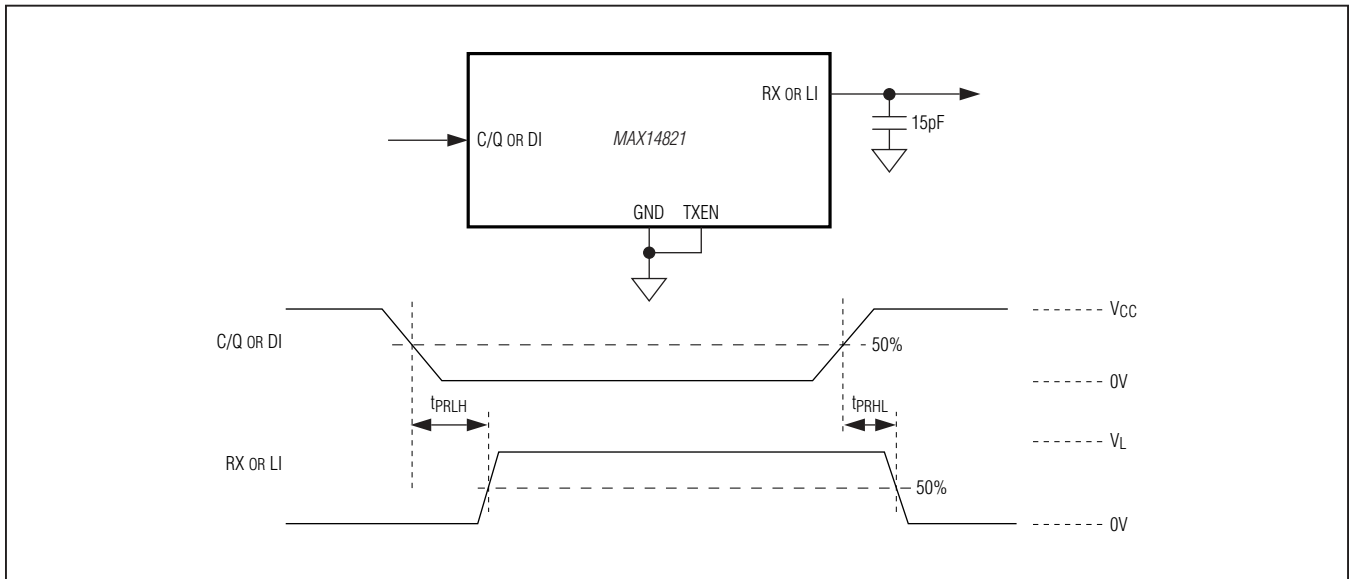 RX OR LI
15pF
C/Q OR DI
MAX14821
GND TXEN
VCC
C/Q OR DI
50%
0V
tPRLH
tPRHL
VL
RX OR LI
50%
0V